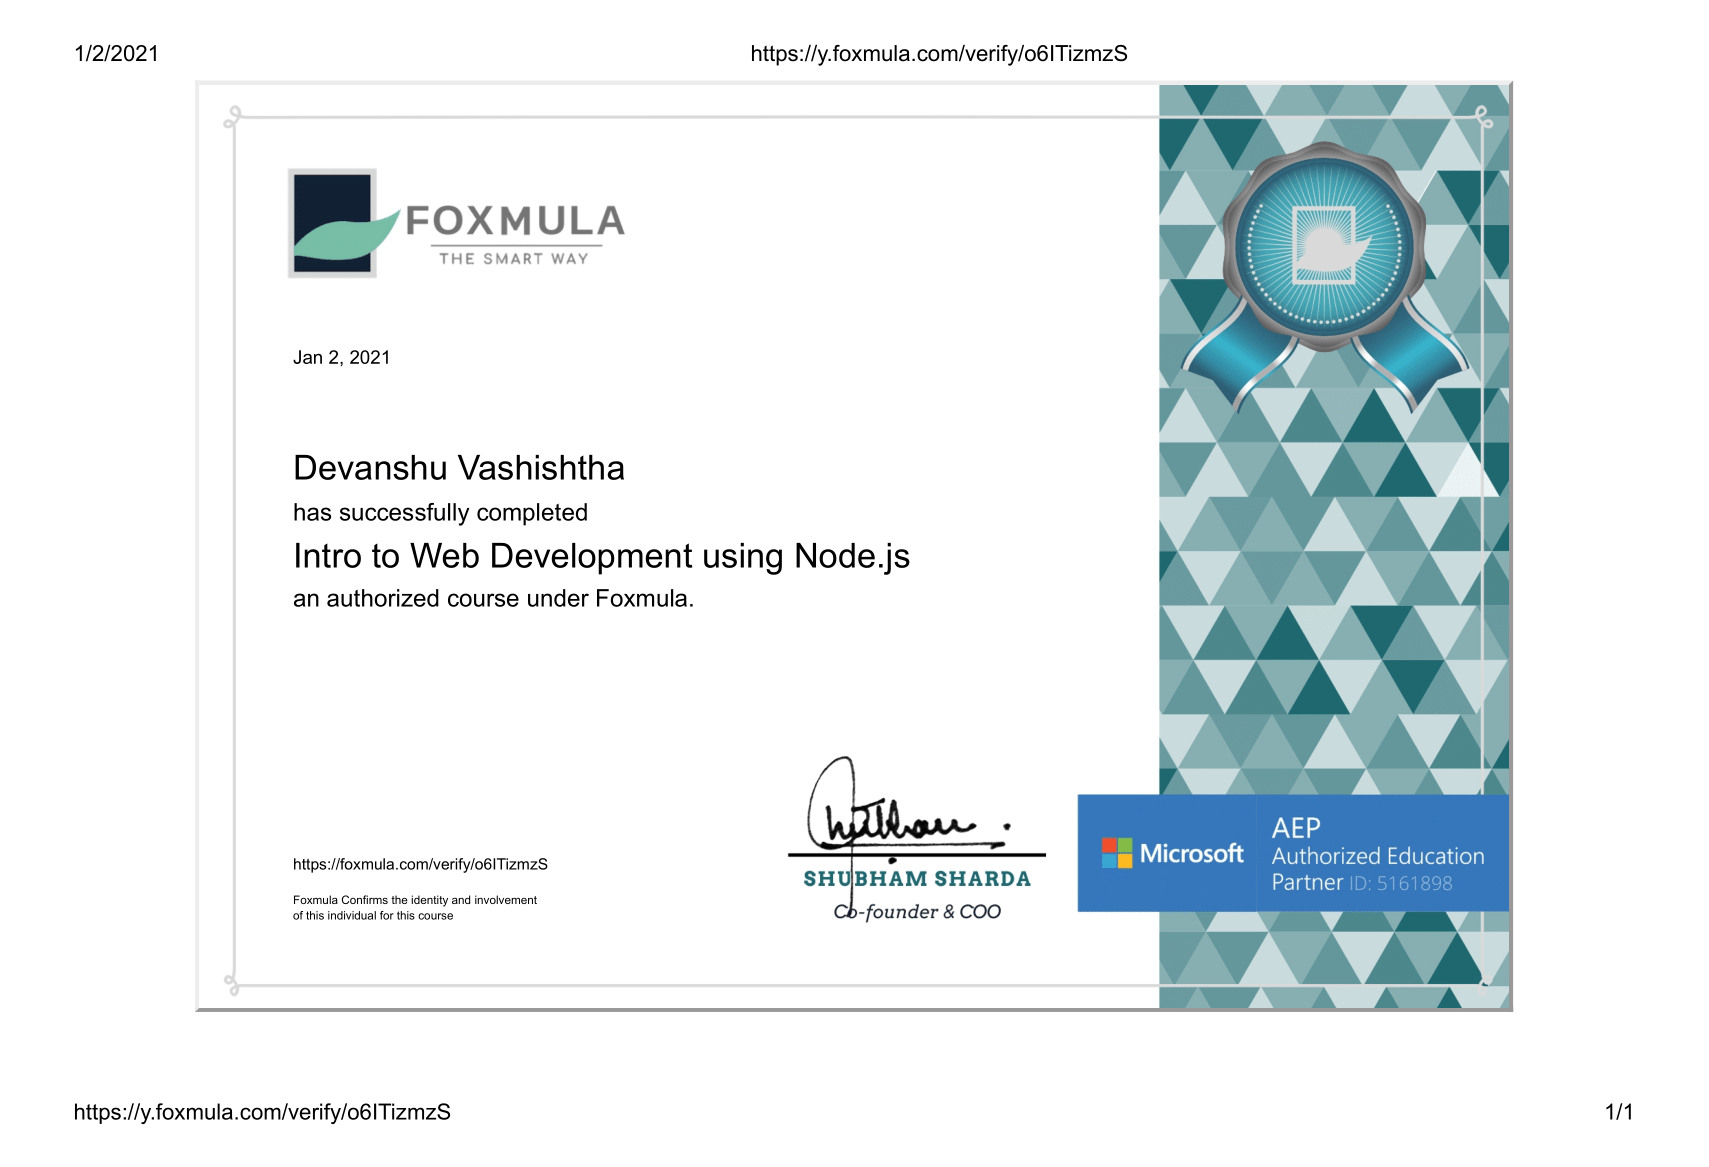 1/2/2021
https://y.foxmula.com/verify/o6ITizmzS
FOXMULA
THE SMART WAY
Jan 2, 2021
Devanshu Vashishtha
has successfully completed
Intro to Web Development using Node.js
an authorized course under Foxmula.
https://foxmula.com/verify/o6ITizmzS
Foxmula Confirms the identity and involvement
of this individual for this course
SHUBHAM SHARDA
Co-founder & COO
Microsoft
AEP
Authorized Education
Partner ID: 5161898
https://y.foxmula.com/verify/o6ITizmzS
1/1